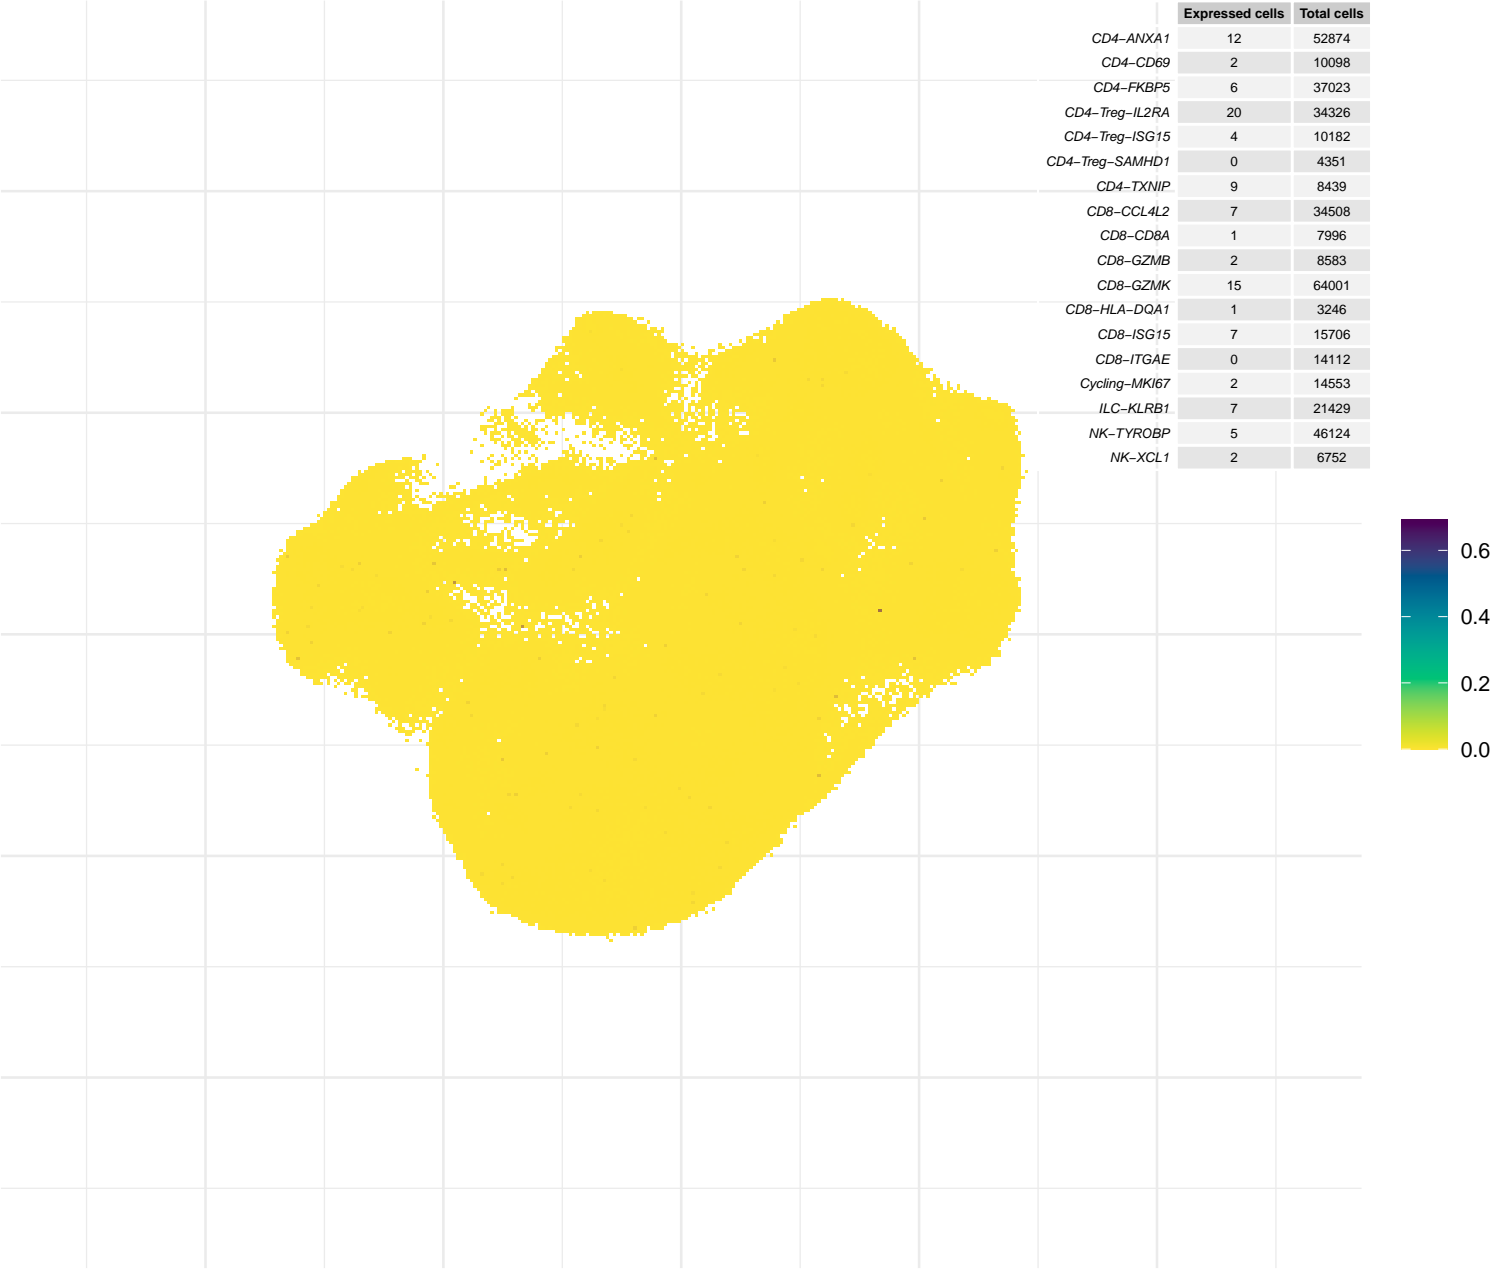 Expressed cells Total cells
CD4−ANXA1 12 52874
CD4−CD69 2 10098
CD4−FKBP5 6 37023
CD4−Treg−IL2RA 20 34326
CD4−Treg−ISG15 4 10182
CD4−Treg−SAMHD1 0 4351
CD4−TXNIP 9 8439
CD8−CCL4L2 7 34508
CD8−CD8A 1 7996
CD8−GZMB 2 8583
CD8−GZMK 15 64001
CD8−HLA−DQA1 1 3246
CD8−ISG15 7 15706
CD8−ITGAE 0 14112
Cycling−MKI67 2 14553
ILC−KLRB1 7 21429
NK−TYROBP 5 46124
NK−XCL1 2 6752
0.6
0.4
0.2
0.0